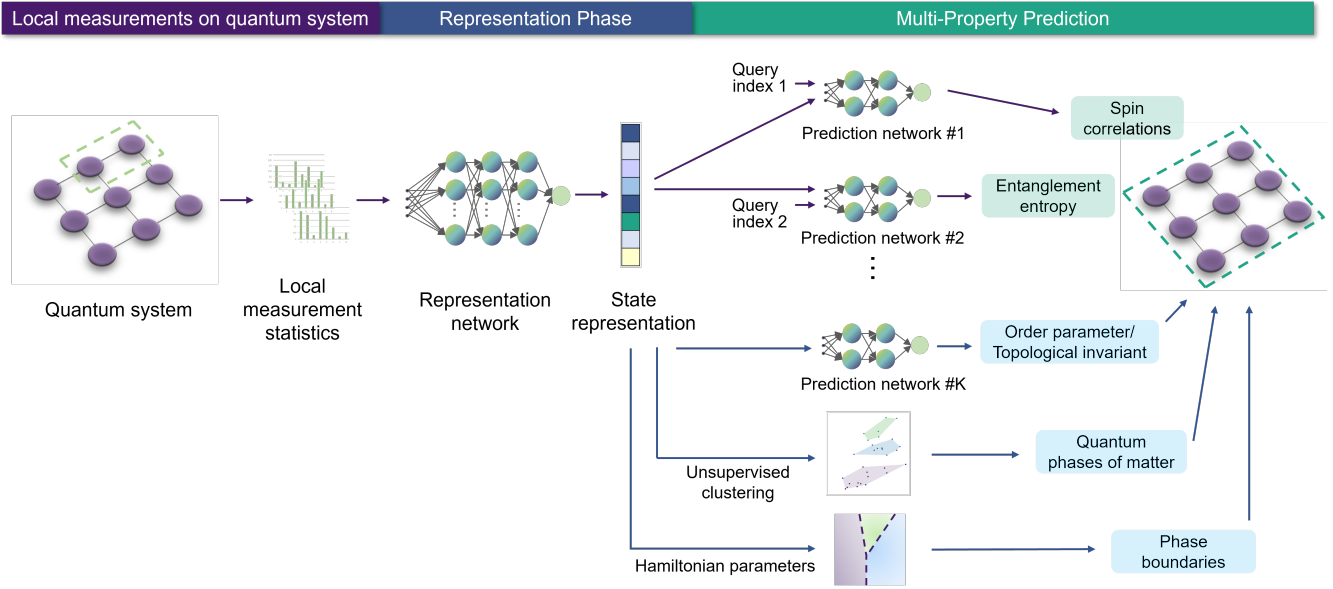 Local measurements on quantum system
Representation Phase
Multi-Property Prediction
Query
index 1
Prediction network #1
Spin
correlations
Query
index 2
Prediction network #2
Entanglement
entropy
Quantum system
Local
measurement
statistics
Representation
network
State
representation
Prediction network #K
Order parameter/
Topological invariant
Unsupervised
clustering
Quantum
phases of matter
Hamiltonian parameters
Phase
boundaries